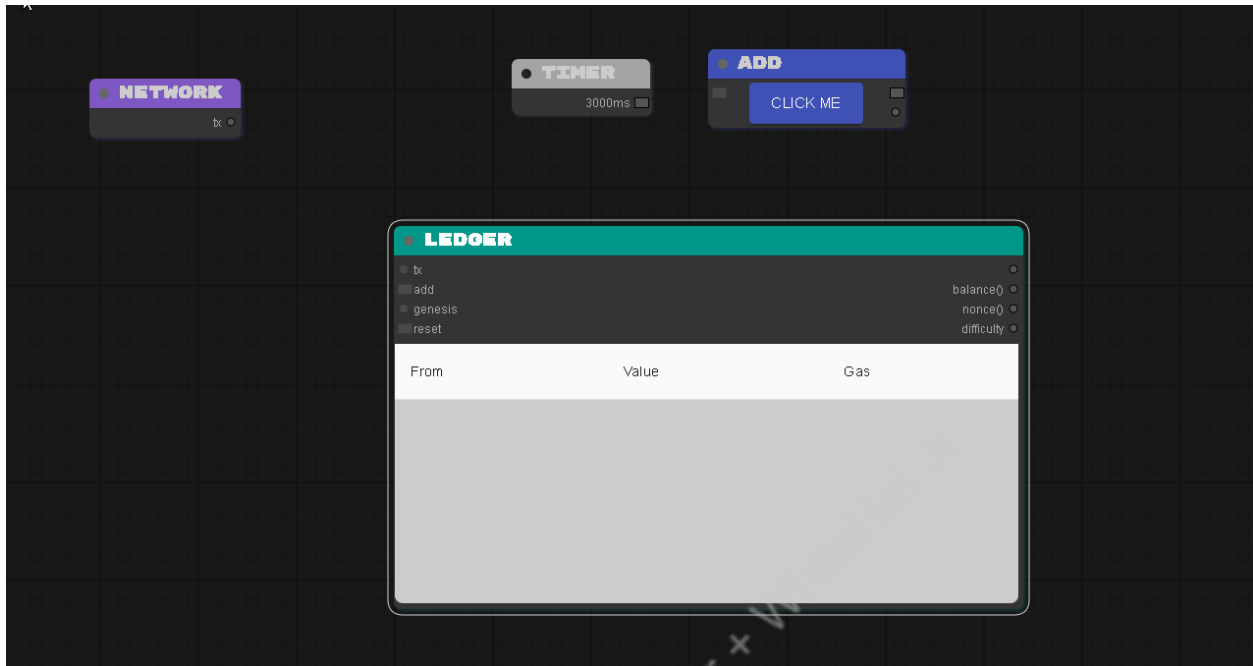 NETWORK
tx
TIMER
3000ms
ADD
CLICK ME
LEDGER
tx
add
balance()
genesis
nonce()
reset
difficulty
From Value Gas